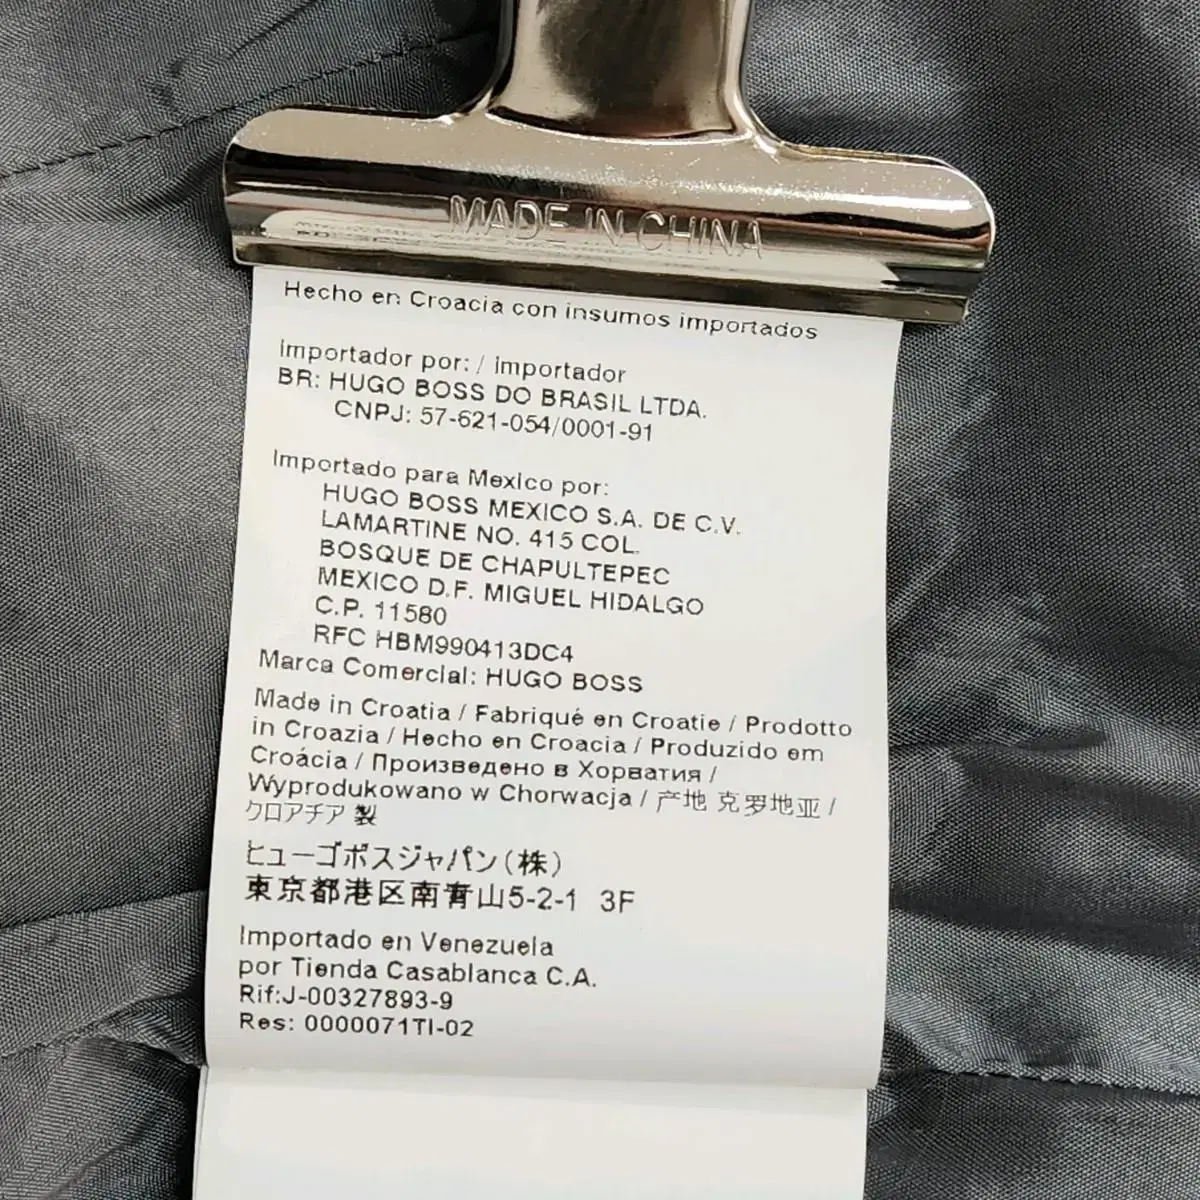 MADE IN CHINA
Hecho en Croacia con insumos importados
Importador por: / Importador
BR: HUGO BOSS DO BRASIL LTDA.
CNPJ: 57-621-054/0001-91
Importado para Mexico por:
HUGO BOSS MEXICO S.A. DE C.V.
LAMARTINE NO. 415 COL.
BOSQUE DE CHAPULTEPEC
MEXICO D.F. MIGUEL HIDALGO
C.P. 11580
RFC HBM990413DC4
Marca Comercial: HUGO BOSS
Made in Croatia / Fabriqué en Croatie / Prodotto
in Croazia / Hecho en Croacia / Produzido em
Croácia / Произведено в Хорватия /
Wyprodukowano w Chorwacja / 产地 克罗地亚 /
クロアチア 製
ヒューゴボスジャパン(株)
東京都港区南青山5-2-1 3F
Importado en Venezuela
por Tienda Casablanca C.A.
Rif:J-00327893-9
Res: 0000071TI-02